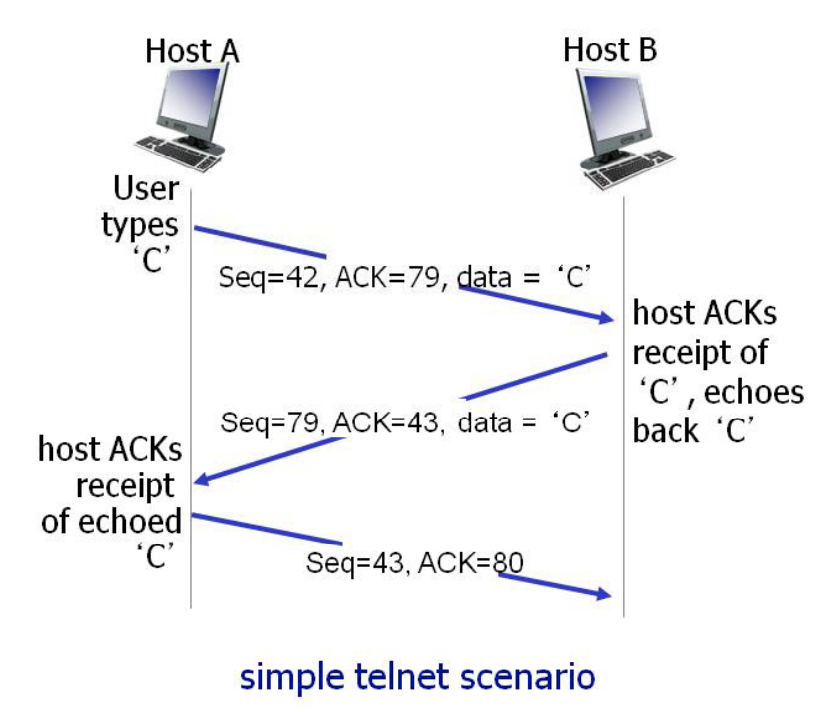 Host A
Host B
User
types
‘C’
Seq=42, ACK=79, data = ‘C’
host ACKs
receipt of
‘C’, echoes
back ‘C’
Seq=79, ACK=43, data = ‘C’
host ACKs
receipt
of echoed
‘C’
Seq=43, ACK=80
simple telnet scenario